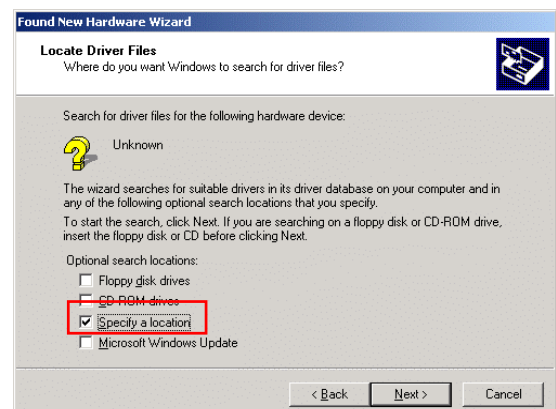 Found New Hardware Wizard
Locate Driver Files
Where do you want Windows to search for driver files?
Search for driver files for the following hardware device:
Unknown
The wizard searches for suitable drivers in its driver database on your computer and in
any of the following optional search locations that you specify.
To start the search, click Next. If you are searching on a floppy disk or CD-ROM drive,
insert the floppy disk or CD before clicking Next.
Optional search locations:
Floppy disk drives
CD-ROM drives
Specify a location
Microsoft Windows Update
< Back Next > Cancel